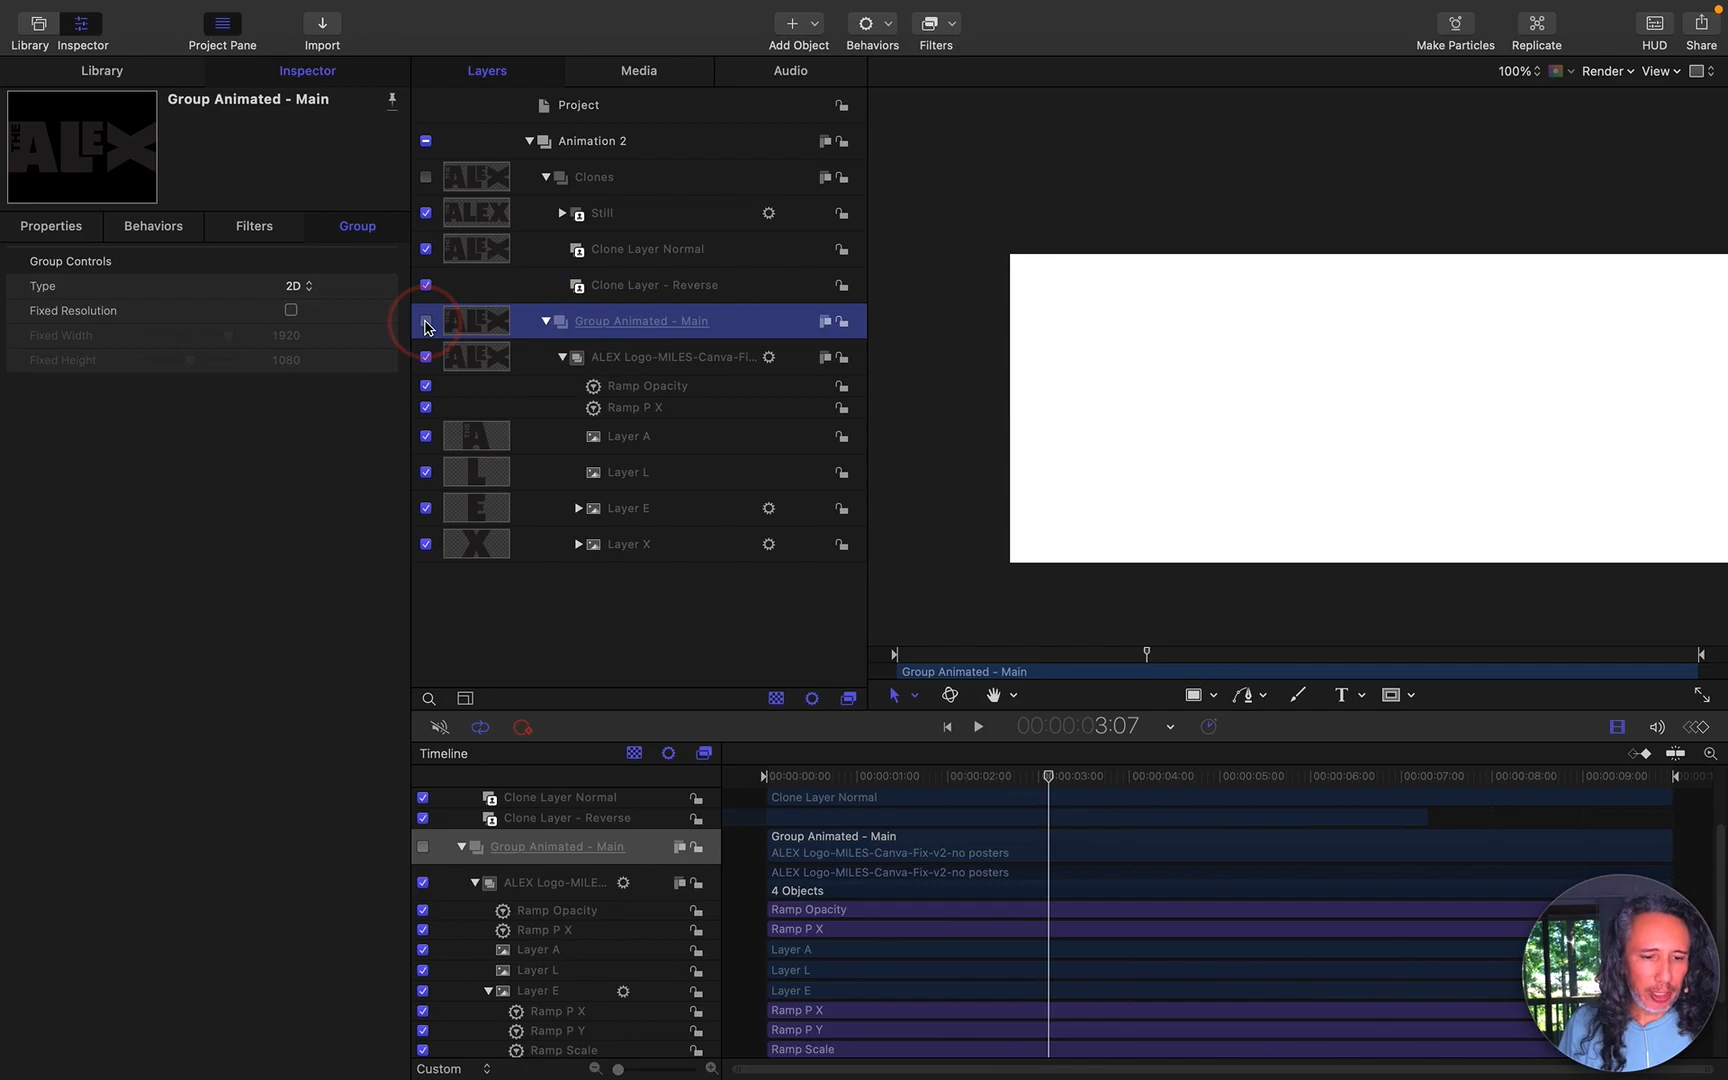 Library
Inspector
Project Pane
Import
Add Object
Behaviors
Filters
Make Particles
Replicate
HUD
Share
Library
Inspector
Layers
Media
Audio
100%
Render
View
THE ALEX
Group Animated - Main
Properties
Behaviors
Filters
Group
Group Controls
Type
2D
Fixed Resolution
Fixed Width
1920
Fixed Height
1080
Project
Animation 2
Clones
Still
Clone Layer Normal
Clone Layer - Reverse
Group Animated - Main
ALEX Logo-MILES-Canva-Fi...
Ramp Opacity
Ramp P X
Layer A
Layer L
Layer E
Layer X
Group Animated - Main
T
00:00:00:03:07
Timeline
00:00:00:00
00:00:01:00
00:00:02:00
00:00:03:00
00:00:04:00
00:00:05:00
00:00:06:00
00:00:07:00
00:00:08:00
00:00:09:00
Clone Layer Normal
Clone Layer Normal
Clone Layer - Reverse
Group Animated - Main
Group Animated - Main
ALEX Logo-MILES-Canva-Fix-v2-no posters
ALEX Logo-MILE...
ALEX Logo-MILES-Canva-Fix-v2-no posters
4 Objects
Ramp Opacity
Ramp Opacity
Ramp P X
Ramp P X
Layer A
Layer A
Layer L
Layer L
Layer E
Layer E
Ramp P X
Ramp P X
Ramp P Y
Ramp P Y
Ramp Scale
Ramp Scale
Custom